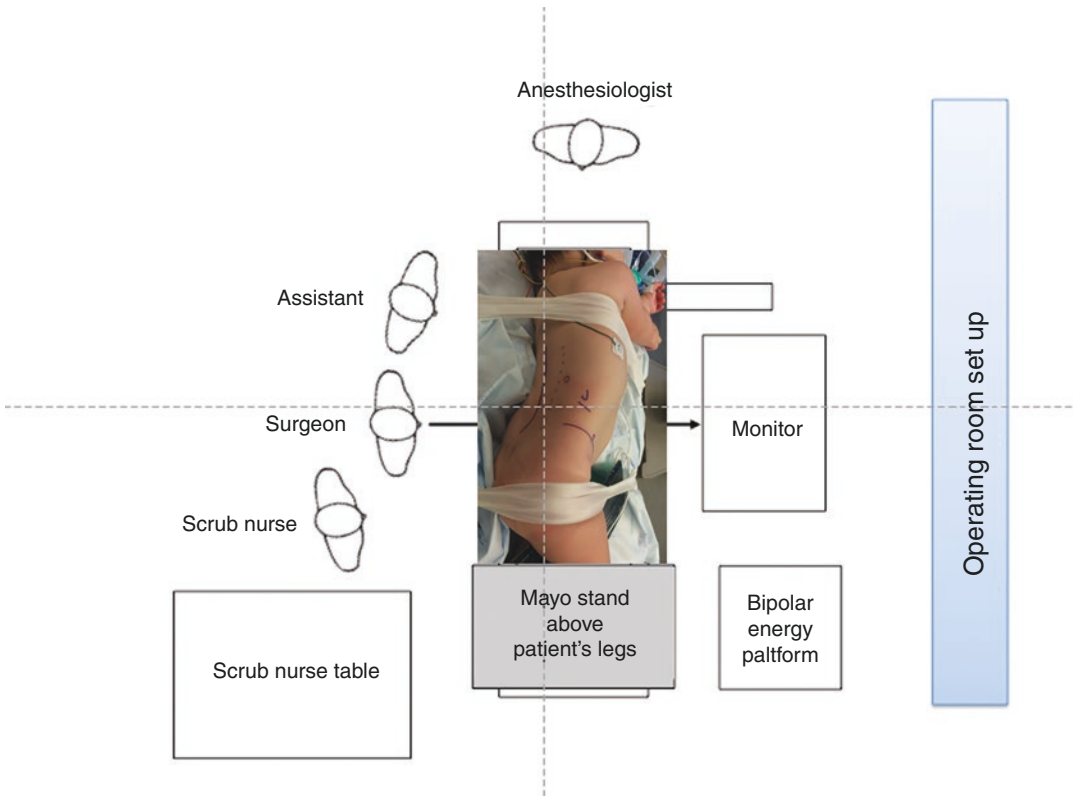 Anesthesiologist
Assistant
Surgeon
Scrub nurse
Scrub nurse table
Mayo stand
above
patient's legs
Monitor
Bipolar
energy
paltform
Operating room set up